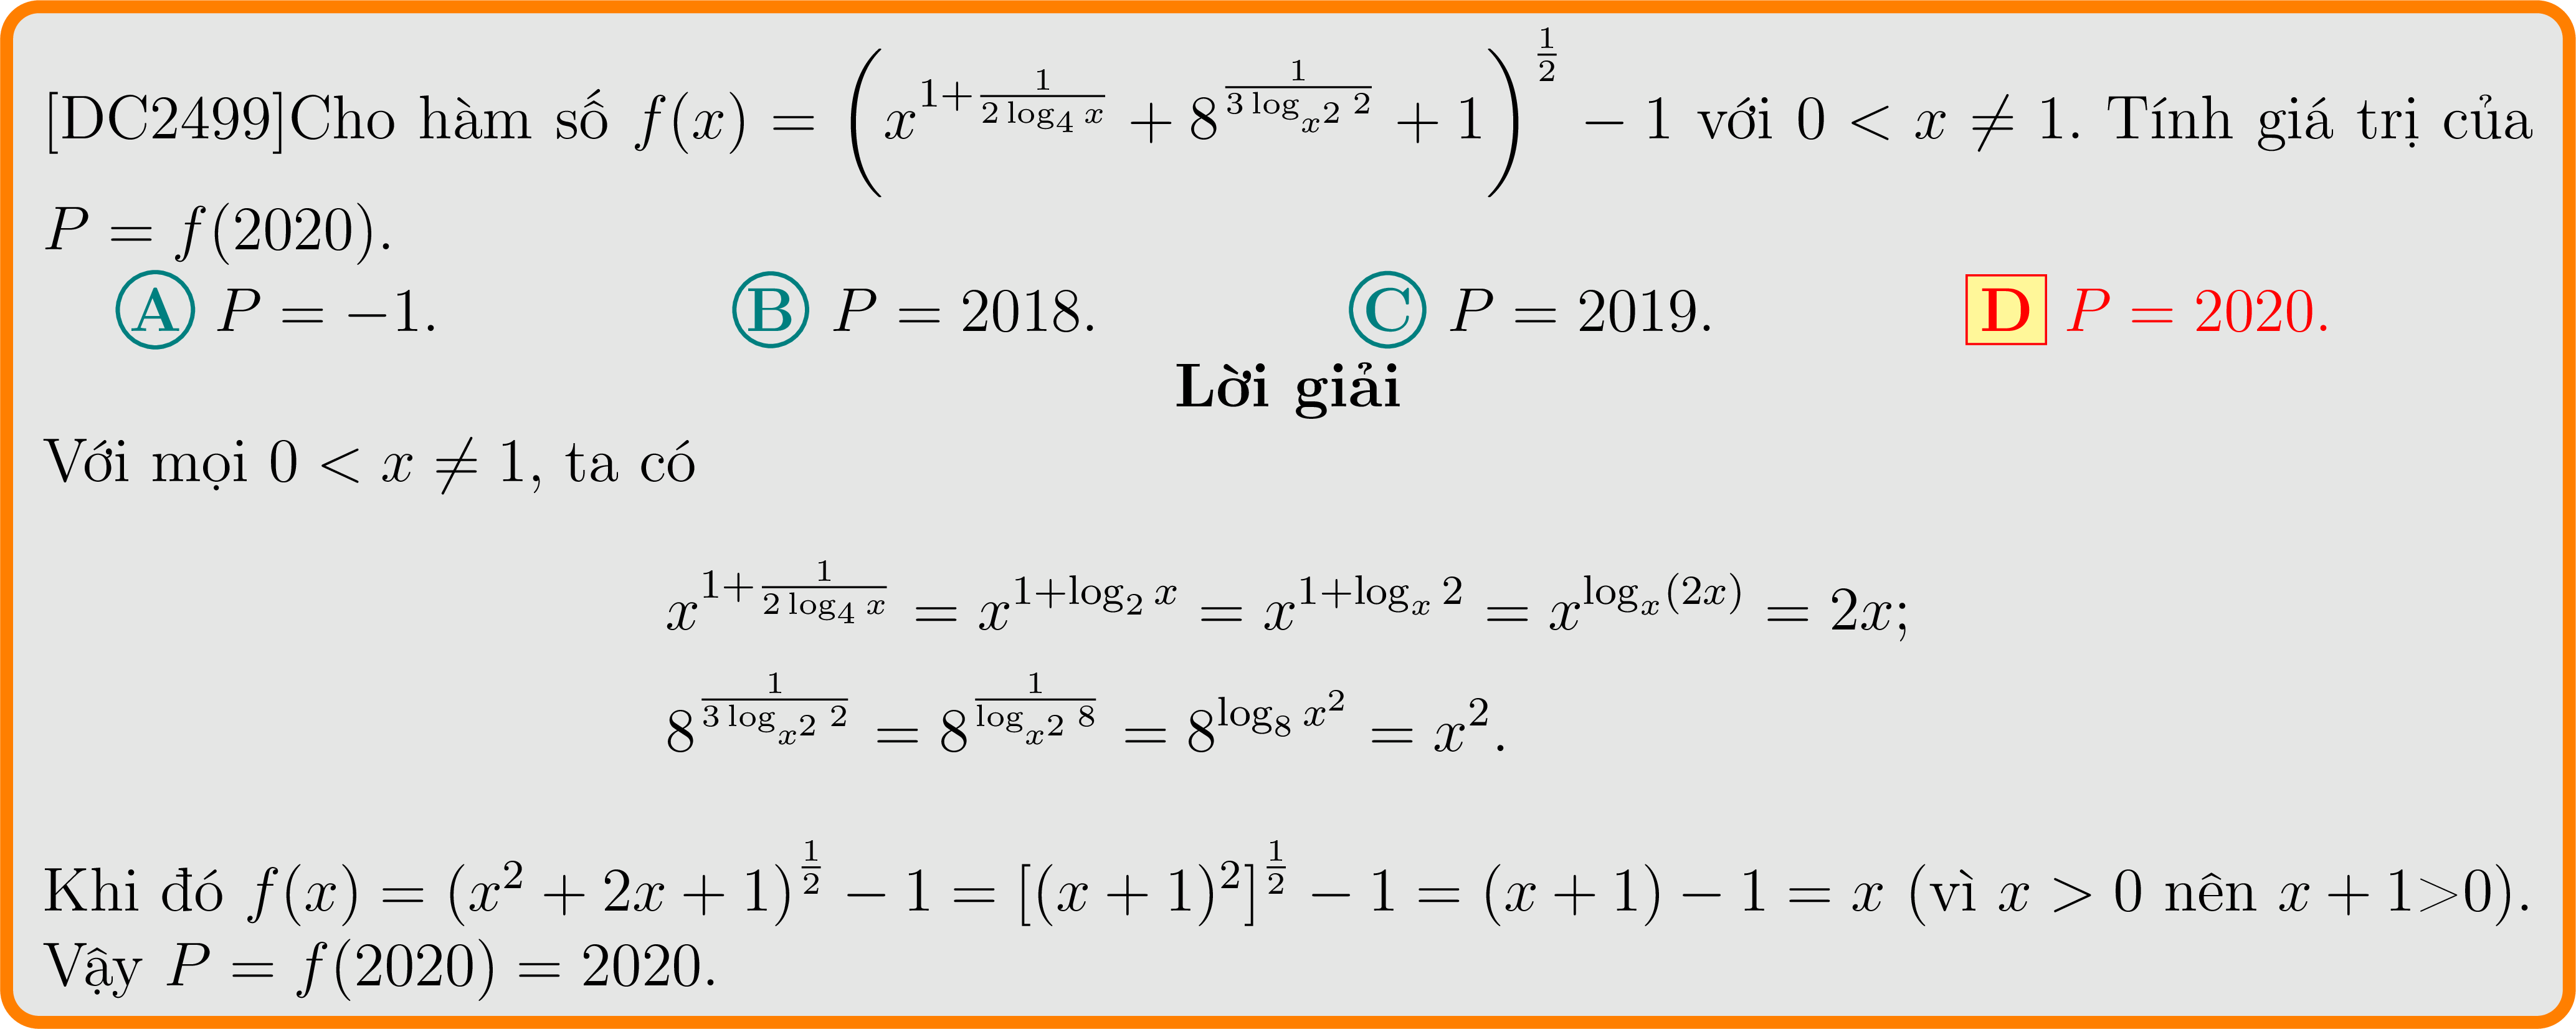 [DC2499]Cho hàm số $f(x) = \left(x^{1+\frac{1}{2\log_4 x}} + 8^{\frac{1}{3\log_{x^2} 2}} + 1\right)^{\frac{1}{2}} - 1$ với $0 < x \neq 1$. Tính giá trị của
$P = f(2020)$.
A $P = -1$. B $P = 2018$. C $P = 2019$. D $P = 2020$.
Lời giải
Với mọi $0 < x \neq 1$, ta có
$x^{1+\frac{1}{2\log_4 x}} = x^{1+\log_2 x} = x^{1+\log_x 2} = x^{\log_x(2x)} = 2x;$
$8^{\frac{1}{3\log_{x^2} 2}} = 8^{\frac{1}{\log_{x^2} 8}} = 8^{\log_8 x^2} = x^2.$
Khi đó $f(x) = (x^2 + 2x + 1)^{\frac{1}{2}} - 1 = [(x + 1)^2]^{\frac{1}{2}} - 1 = (x + 1) - 1 = x$ (vì $x > 0$ nên $x + 1 > 0$).
Vậy $P = f(2020) = 2020$.